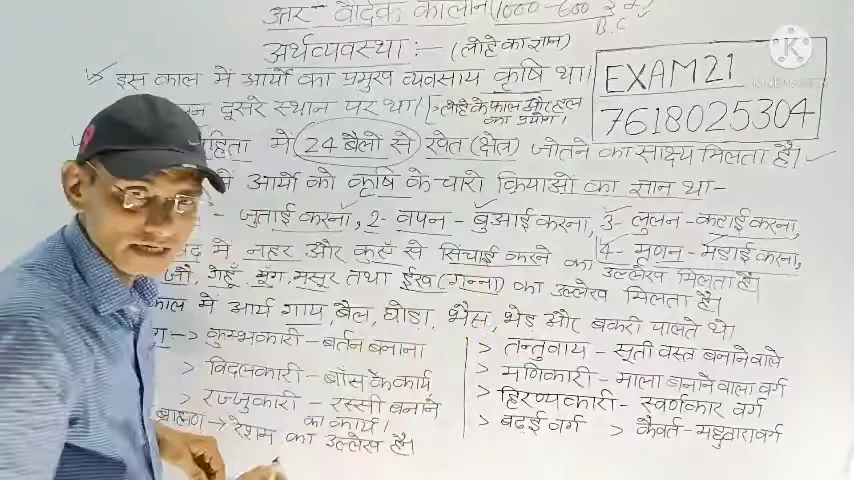 उत्तर - वैदिक कालीन (1000-600 ई.पू.)
B.C
अर्थव्यवस्था :- (लोहे का ज्ञान)
इस काल में आर्यो का प्रमुख व्यवसाय कृषि था।
दूसरे स्थान पर था। [-> लोहे के फाल और हल का प्रयोग।
EXAM21
7618025304
KINEMASTER
में 24 बैलों से खेत (क्षेत्र) जोतने का साक्ष्य मिलता है।
में आर्यो को कृषि के चारो क्रियाओं का ज्ञान था-
- जुताई करना, 2- वपन - बुआई करना, 3- लुलन - कटाई करना,
4- मृणन - मड़ाई करना,
में नहर और कुएँ से सिंचाई करने का उल्लेख मिलता है।
जौ, गेहूँ, मूंग, मसूर तथा ईख (गन्ना) का उल्लेख मिलता है।
काल में आर्य गाय, बैल, घोडा, भैंस, भेड और बकरी पालते थे
ग -> कुम्भकारी - बर्तन बनाना
> विदलकारी - बाँस के कार्य
> रज्जुकारी - रस्सी बनाने का कार्य।
ब्राह्मण -> रेशम का उल्लेख है।
> तन्तुवाय - सूती वस्त्र बनाने वाले
> मणिकारी - माला बनाने वाला वर्ग
> हिरण्यकारी - स्वर्णकार वर्ग
> बढ़ई वर्ग > कैवर्त - मछुवारा वर्ग